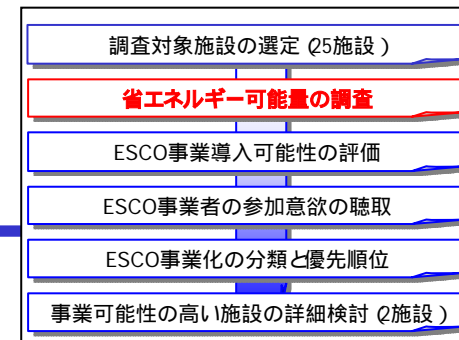 調査対象施設の選定（25施設）
省エネルギー可能量の調査
ESCO事業導入可能性の評価
ESCO事業者の参加意欲の聴取
ESCO事業化の分類と優先順位
事業可能性の高い施設の詳細検討（2施設）